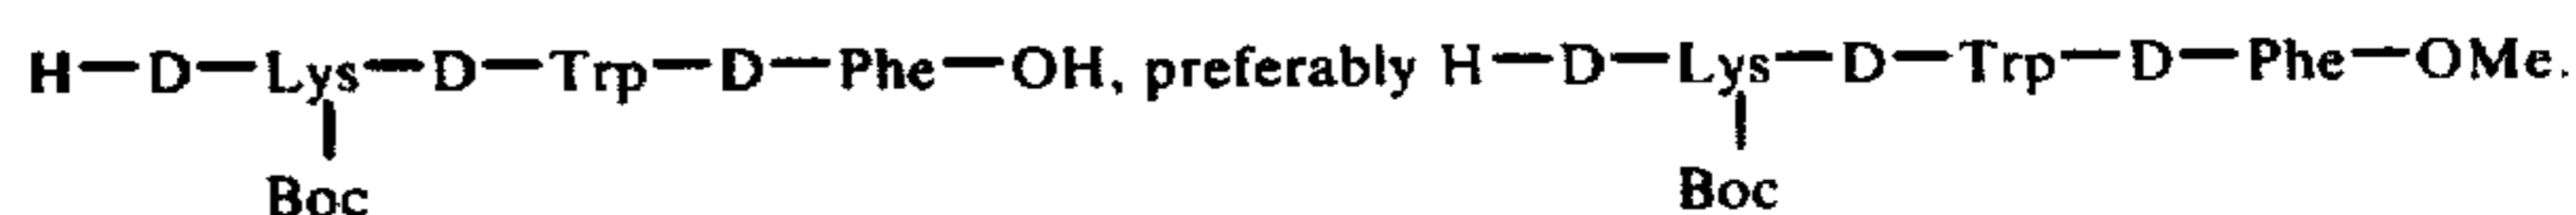 H—D—Lys—D—Trp—D—Phe—OH, preferably H—D—Lys—D—Trp—D—Phe—OMe.
Boc Boc